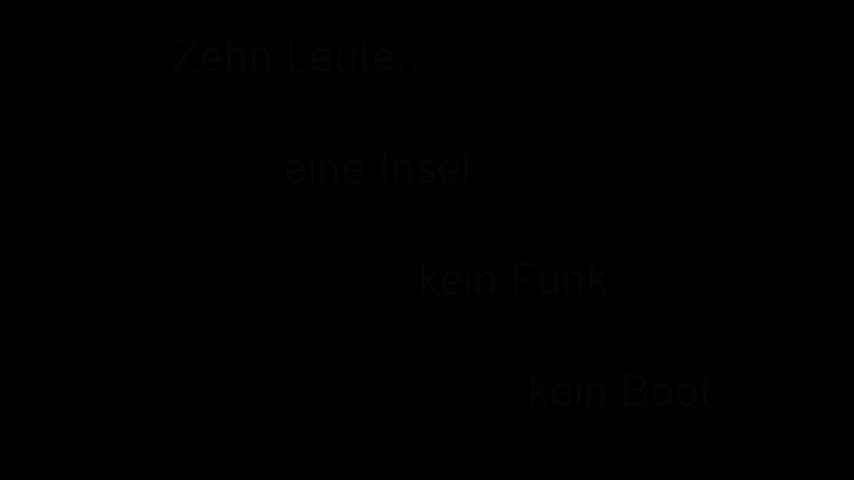 Zehn Leute...
eine Insel...
kein Funk...
kein Boot...